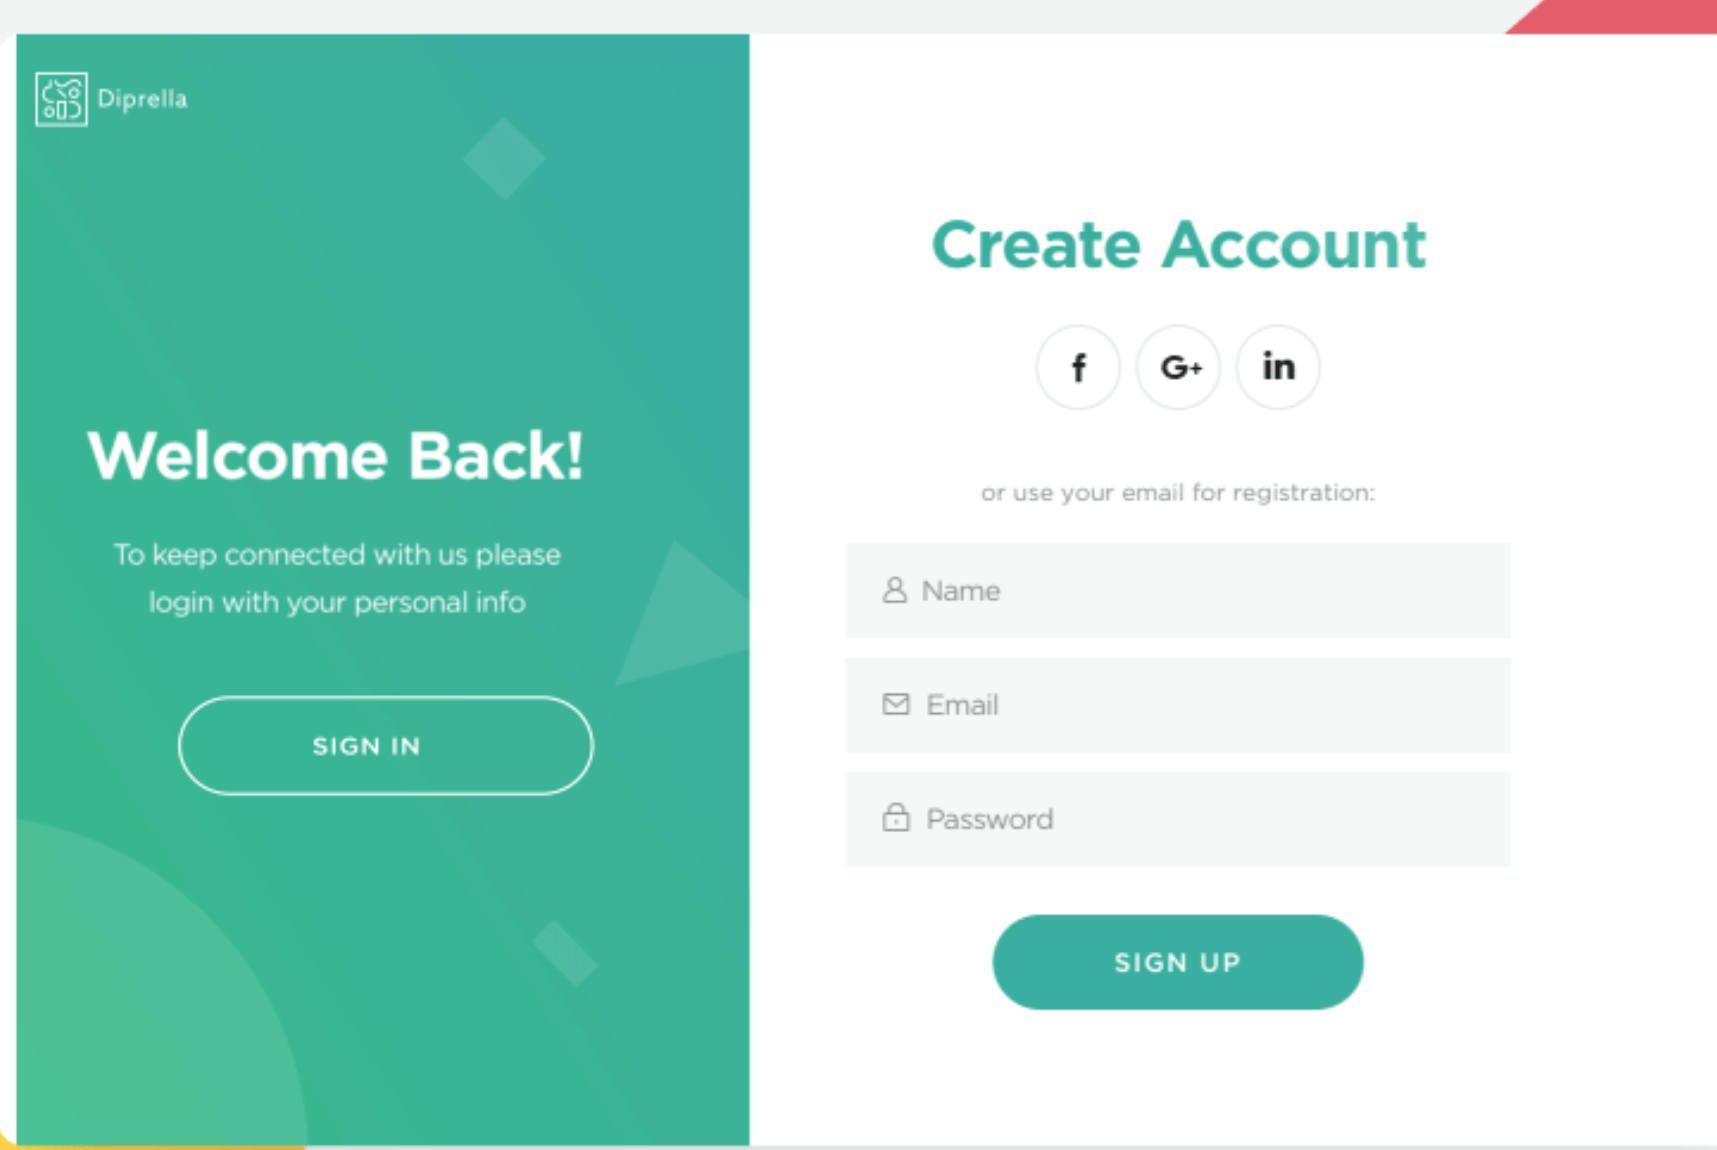 Diprella
Welcome Back!
To keep connected with us please
login with your personal info
SIGN IN
Create Account
f
G+
in
or use your email for registration:
Name
Email
Password
SIGN UP